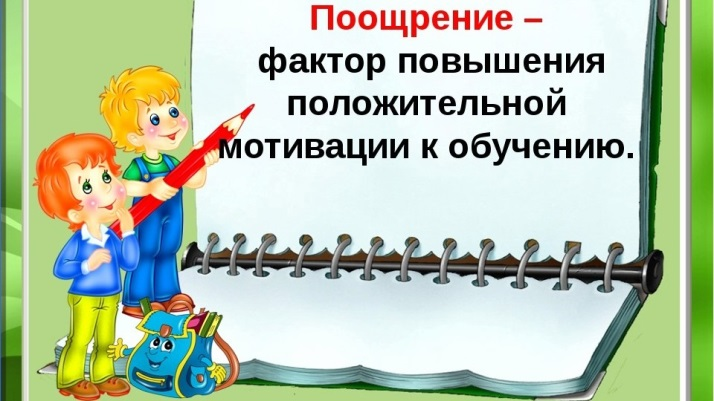 Поощрение –
фактор повышения
положительной
мотивации к обучению.